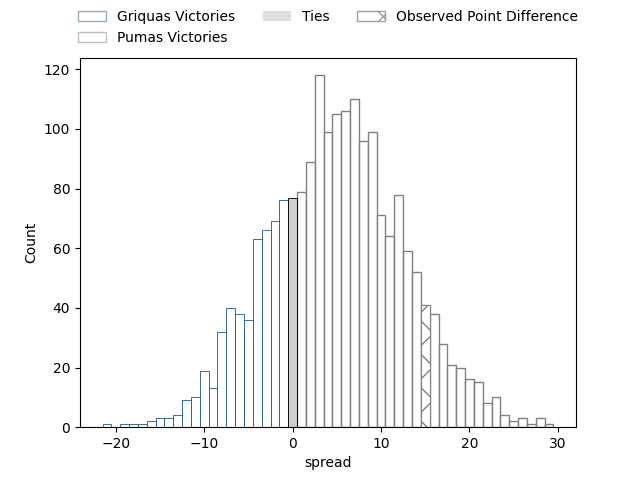 Griquas Victories
Ties
Observed Point Difference
Pumas Victories
120
100
80
60
40
20
0
Count
−20
−10
0
10
20
30
spread